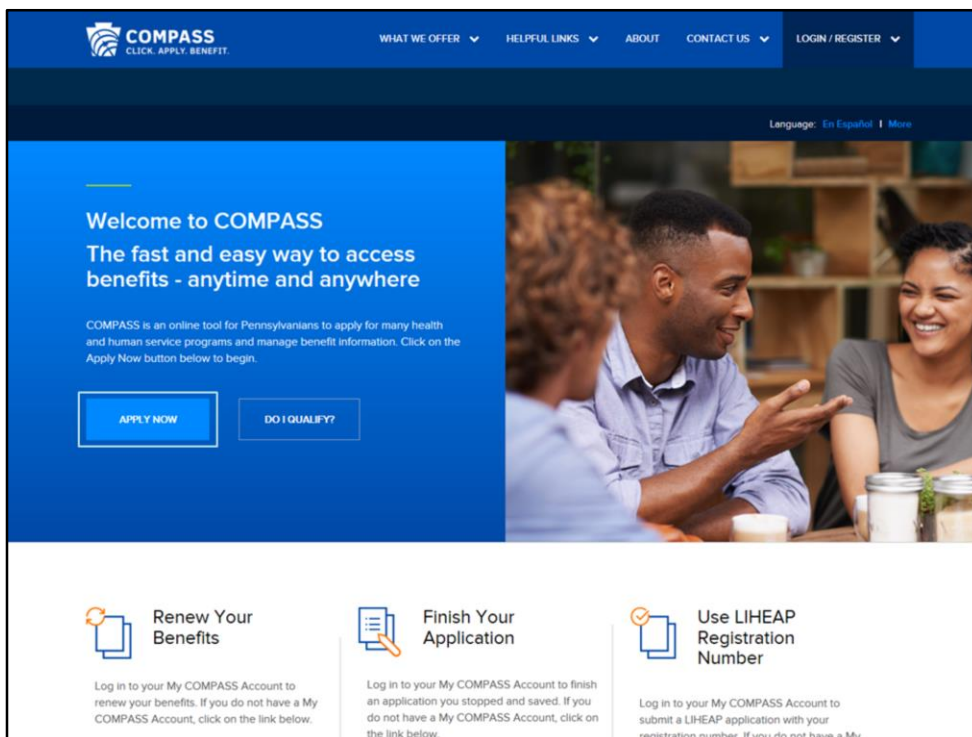 COMPASS
CLICK. APPLY. BENEFIT.
WHAT WE OFFER
HELPFUL LINKS
ABOUT
CONTACT US
LOGIN / REGISTER
Language: En Español | More
Welcome to COMPASS
The fast and easy way to access
benefits - anytime and anywhere
COMPASS is an online tool for Pennsylvanians to apply for many health
and human service programs and manage benefit information. Click on the
Apply Now button below to begin.
APPLY NOW
DO I QUALIFY?
Renew Your
Benefits
Log in to your My COMPASS Account to
renew your benefits. If you do not have a My
COMPASS Account, click on the link below.
Finish Your
Application
Log in to your My COMPASS Account to finish
an application you stopped and saved. If you
do not have a My COMPASS Account, click on
the link below.
Use LIHEAP
Registration
Number
Log in to your My COMPASS Account to
submit a LIHEAP application with your
registration number. If you do not have a My